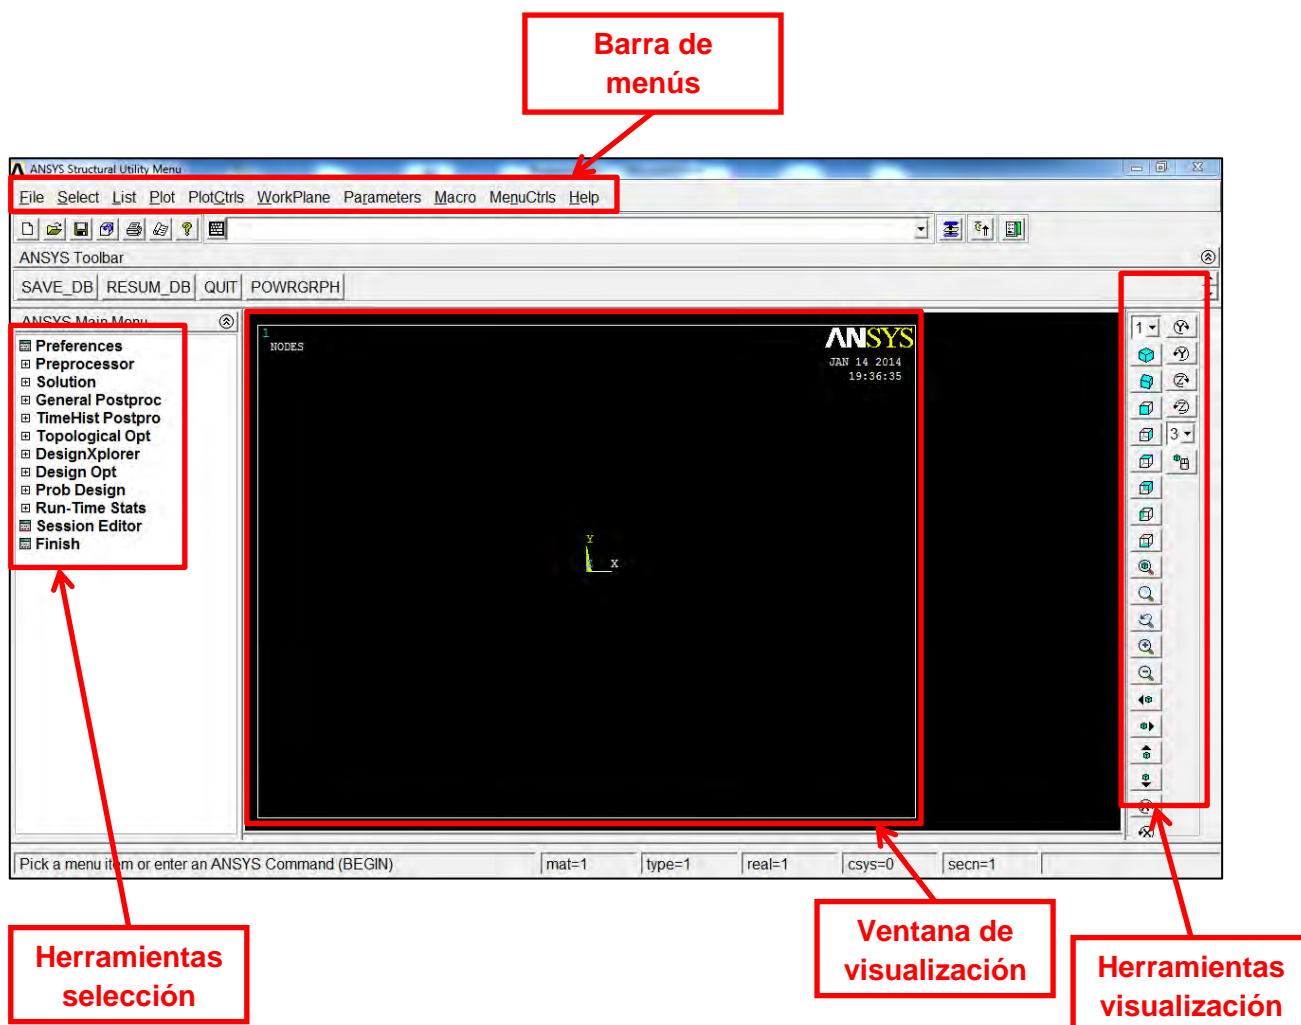 Barra de
menús
ANSYS Structural Utility Menu
File Select List Plot PlotCtrls WorkPlane Parameters Macro MenuCtrls Help
ANSYS Toolbar
SAVE_DB RESUM_DB QUIT POWRGRPH
ANSYS Main Menu
Preferences
Preprocessor
Solution
General Postproc
TimeHist Postpro
Topological Opt
DesignXplorer
Design Opt
Prob Design
Run-Time Stats
Session Editor
Finish
1
NODES
ANSYS
JAN 14 2014
19:36:35
Y
X
1
3
Pick a menu item or enter an ANSYS Command (BEGIN) mat=1 type=1 real=1 csys=0 secn=1
Herramientas
selección
Ventana de
visualización
Herramientas
visualización